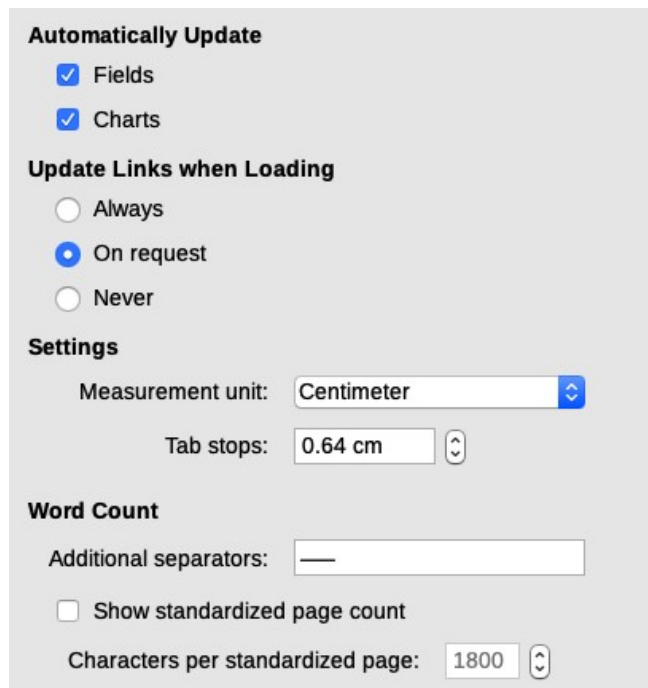 Automatically Update
Fields
Charts
Update Links when Loading
Always
On request
Never
Settings
Measurement unit: Centimeter
Tab stops: 0.64 cm
Word Count
Additional separators: —–
Show standardized page count
Characters per standardized page: 1800